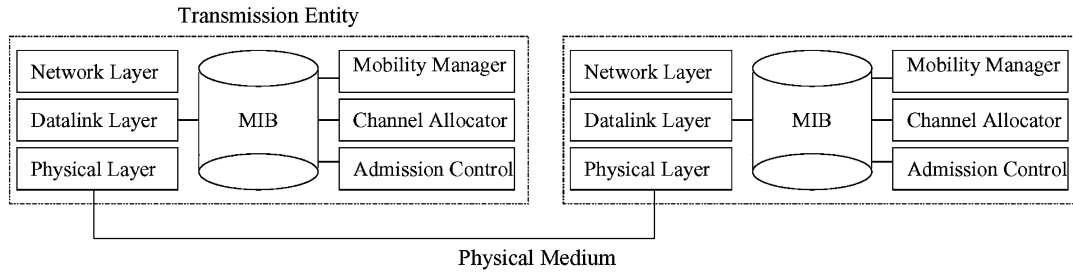 Transmission Entity
Network Layer
Datalink Layer
Physical Layer
MIB
Mobility Manager
Channel Allocator
Admission Control
Network Layer
Datalink Layer
Physical Layer
MIB
Mobility Manager
Channel Allocator
Admission Control
Physical Medium